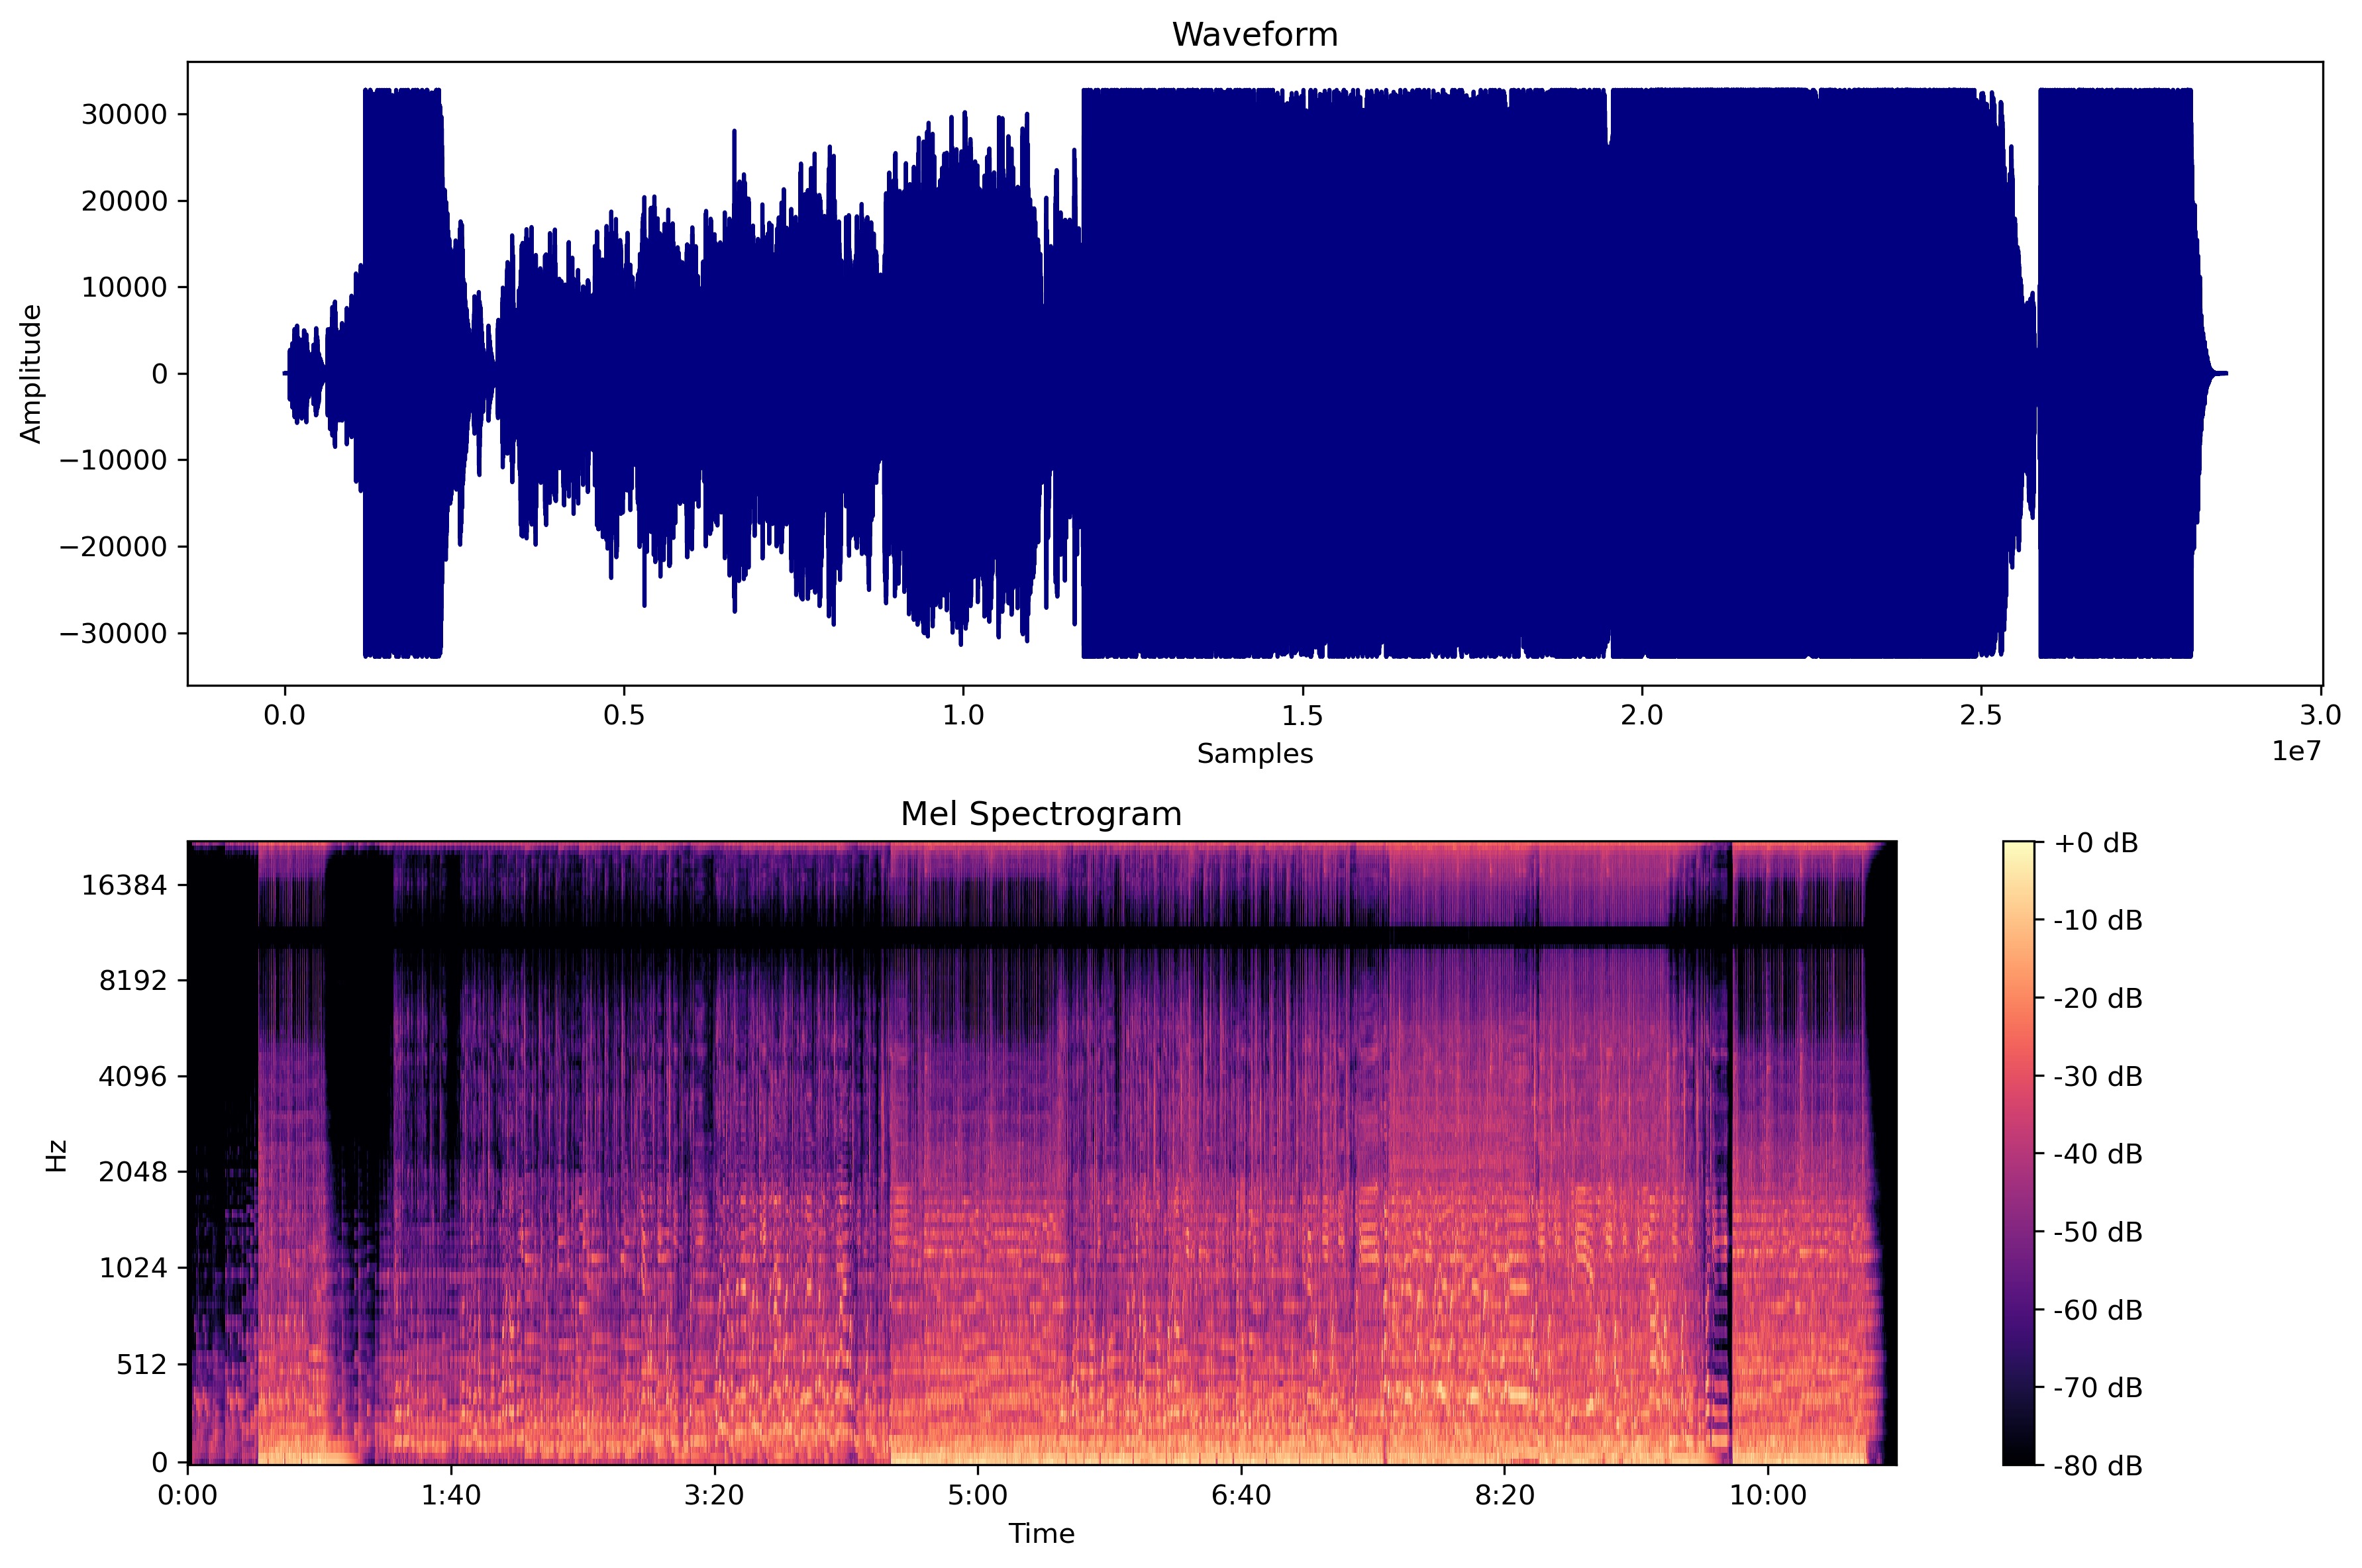 Waveform
30000
20000
10000
0
−10000
−20000
−30000
Amplitude
0.0 0.5 1.0 1.5 2.0 2.5 3.0
1e7
Samples
Mel Spectrogram
16384
8192
4096
2048
1024
512
0
Hz
0:00 1:40 3:20 5:00 6:40 8:20 10:00
Time
+0 dB
-10 dB
-20 dB
-30 dB
-40 dB
-50 dB
-60 dB
-70 dB
-80 dB